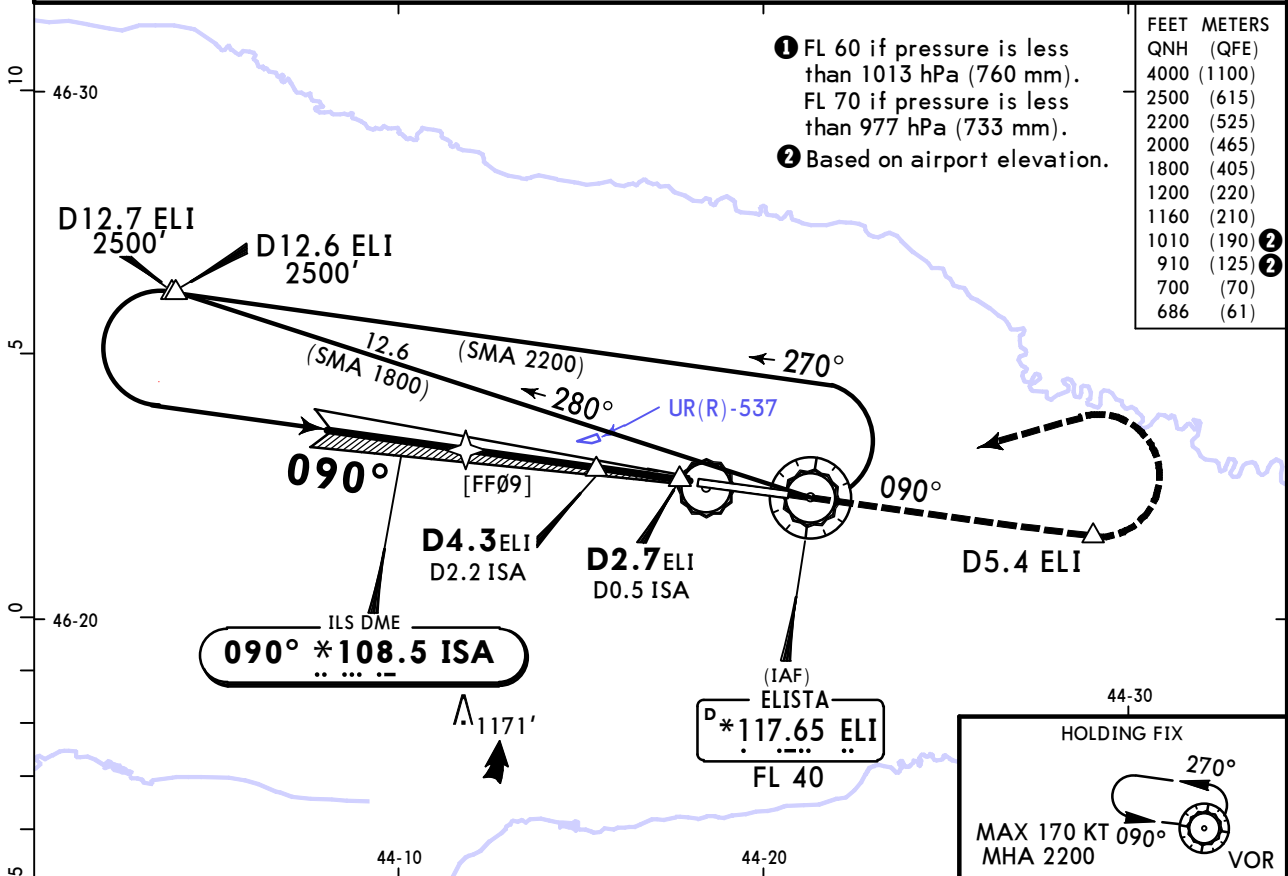 ❶ FL 60 if pressure is less
than 1013 hPa (760 mm).
FL 70 if pressure is less
than 977 hPa (733 mm).
❷ Based on airport elevation.
FEET METERS
QNH (QFE)
4000 (1100)
2500 (615)
2200 (525)
2000 (465)
1800 (405)
1200 (220)
1160 (210)
1010 (190) ❷
910 (125) ❷
700 (70)
686 (61)
10
46-30
D12.7 ELI
2500'
D12.6 ELI
2500'
5
12.6
(SMA 1800)
(SMA 2200)
270°
280°
UR(R)-537
090°
[FFØ9]
090°
D4.3 ELI
D2.2 ISA
D2.7 ELI
D0.5 ISA
D5.4 ELI
0
46-20
ILS DME
090° *108.5 ISA
1171'
(IAF)
ELISTA
D *117.65 ELI
FL 40
44-30
HOLDING FIX
270°
090°
MAX 170 KT
MHA 2200
VOR
5
44-10
44-20